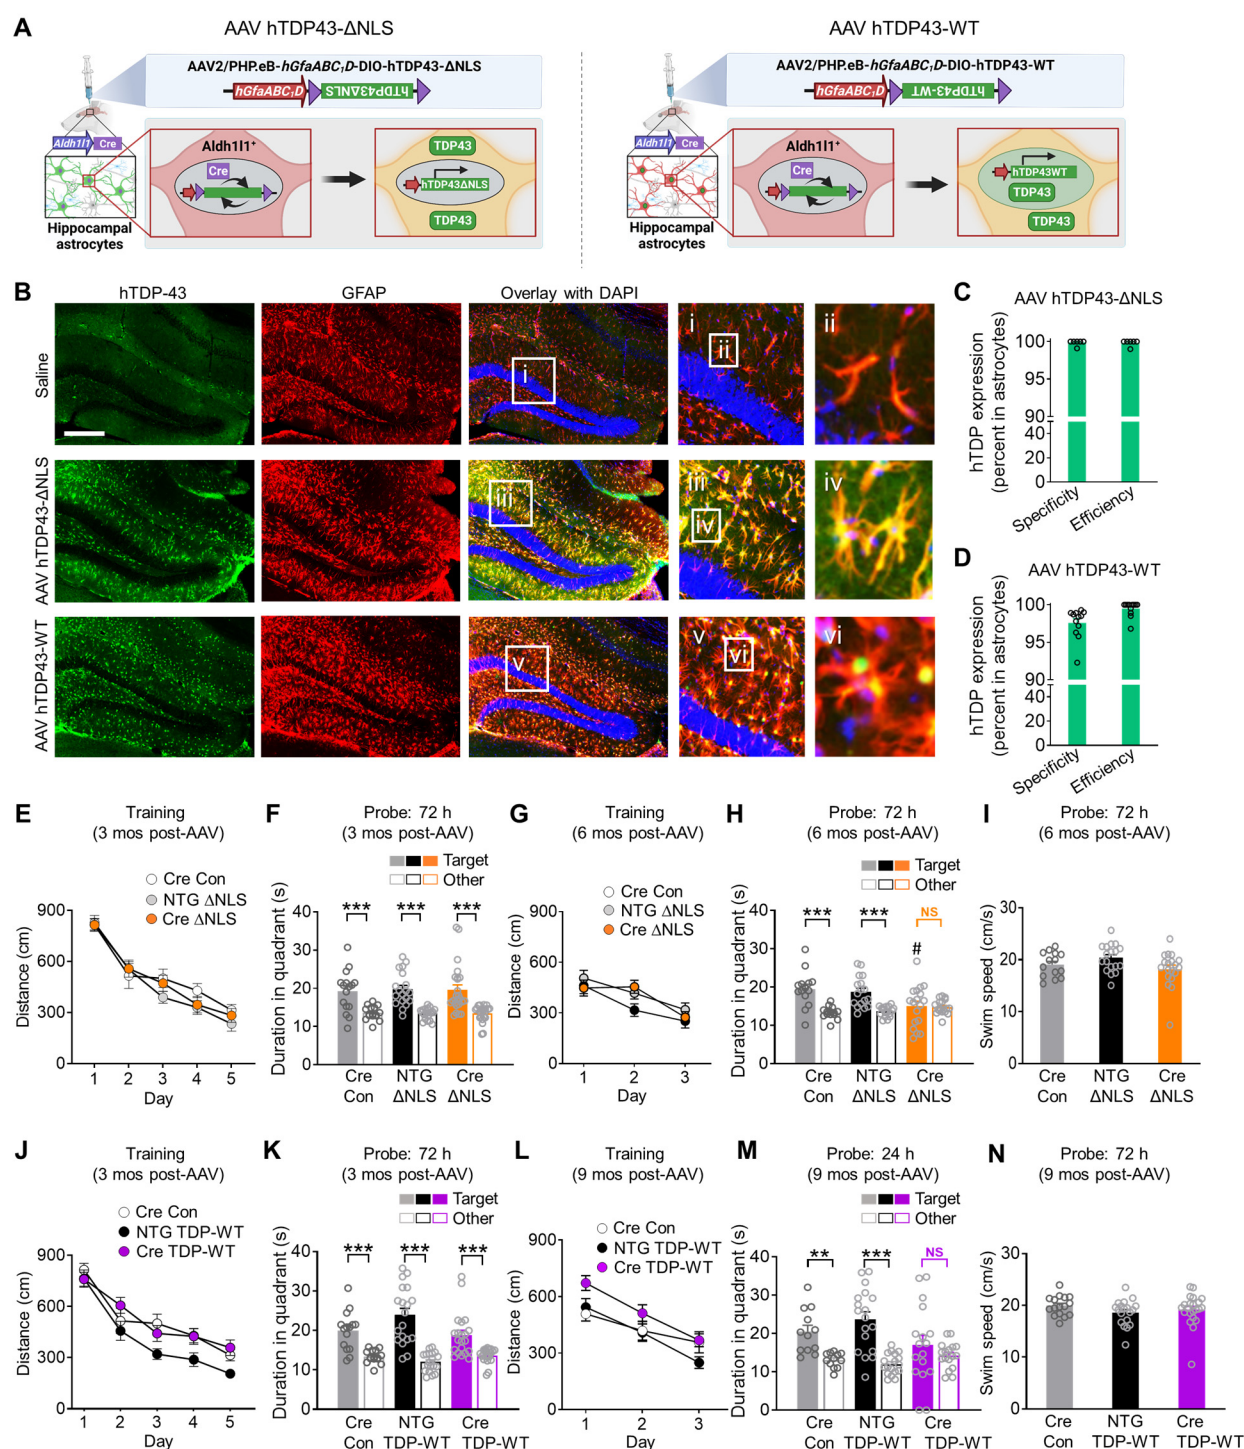 A
AAV hTDP43-ΔNLS
AAV hTDP43-WT
AAV2/PHP.eB-hGfaABC₁D-DIO-hTDP43-ΔNLS
hGfaABC₁D
hTDP43ΔNLS
AAV2/PHP.eB-hGfaABC₁D-DIO-hTDP43-WT
hGfaABC₁D
hTDP43-WT
Aldh1l1
Cre
Aldh1l1⁺
Cre
TDP43
hTDP43ΔNLS
TDP43
Hippocampal
astrocytes
Aldh1l1
Cre
Aldh1l1⁺
Cre
hTDP43WT
TDP43
TDP43
Hippocampal
astrocytes
B
hTDP-43
GFAP
Overlay with DAPI
Saline
i
i
ii
ii
AAV hTDP43-ΔNLS
iii
iii
iv
iv
AAV hTDP43-WT
v
v
vi
vi
C
AAV hTDP43-ΔNLS
hTDP expression
(percent in astrocytes)
100
95
90
40
20
0
Specificity
Efficiency
D
AAV hTDP43-WT
hTDP expression
(percent in astrocytes)
100
95
90
40
20
0
Specificity
Efficiency
E
Training
(3 mos post-AAV)
Cre Con
NTG ΔNLS
Cre ΔNLS
Distance (cm)
900
600
300
0
1 2 3 4 5
Day
F
Probe: 72 h
(3 mos post-AAV)
Target
Other
Duration in quadrant (s)
40
30
20
10
0
*** *** ***
Cre NTG Cre
Con ΔNLS ΔNLS
G
Training
(6 mos post-AAV)
Cre Con
NTG ΔNLS
Cre ΔNLS
Distance (cm)
900
600
300
0
1 2 3
Day
H
Probe: 72 h
(6 mos post-AAV)
Target
Other
Duration in quadrant (s)
40
30
20
10
0
*** *** NS
#
Cre NTG Cre
Con ΔNLS ΔNLS
I
Probe: 72 h
(6 mos post-AAV)
Swim speed (cm/s)
30
20
10
0
Cre NTG Cre
Con ΔNLS ΔNLS
J
Training
(3 mos post-AAV)
Cre Con
NTG TDP-WT
Cre TDP-WT
Distance (cm)
900
600
300
0
1 2 3 4 5
Day
K
Probe: 72 h
(3 mos post-AAV)
Target
Other
Duration in quadrant (s)
40
30
20
10
0
*** *** ***
Cre NTG Cre
Con TDP-WT TDP-WT
L
Training
(9 mos post-AAV)
Cre Con
NTG TDP-WT
Cre TDP-WT
Distance (cm)
900
600
300
0
1 2 3
Day
M
Probe: 24 h
(9 mos post-AAV)
Target
Other
Duration in quadrant (s)
40
30
20
10
0
** *** NS
Cre NTG Cre
Con TDP-WT TDP-WT
N
Probe: 72 h
(9 mos post-AAV)
Swim speed (cm/s)
30
20
10
0
Cre NTG Cre
Con TDP-WT TDP-WT